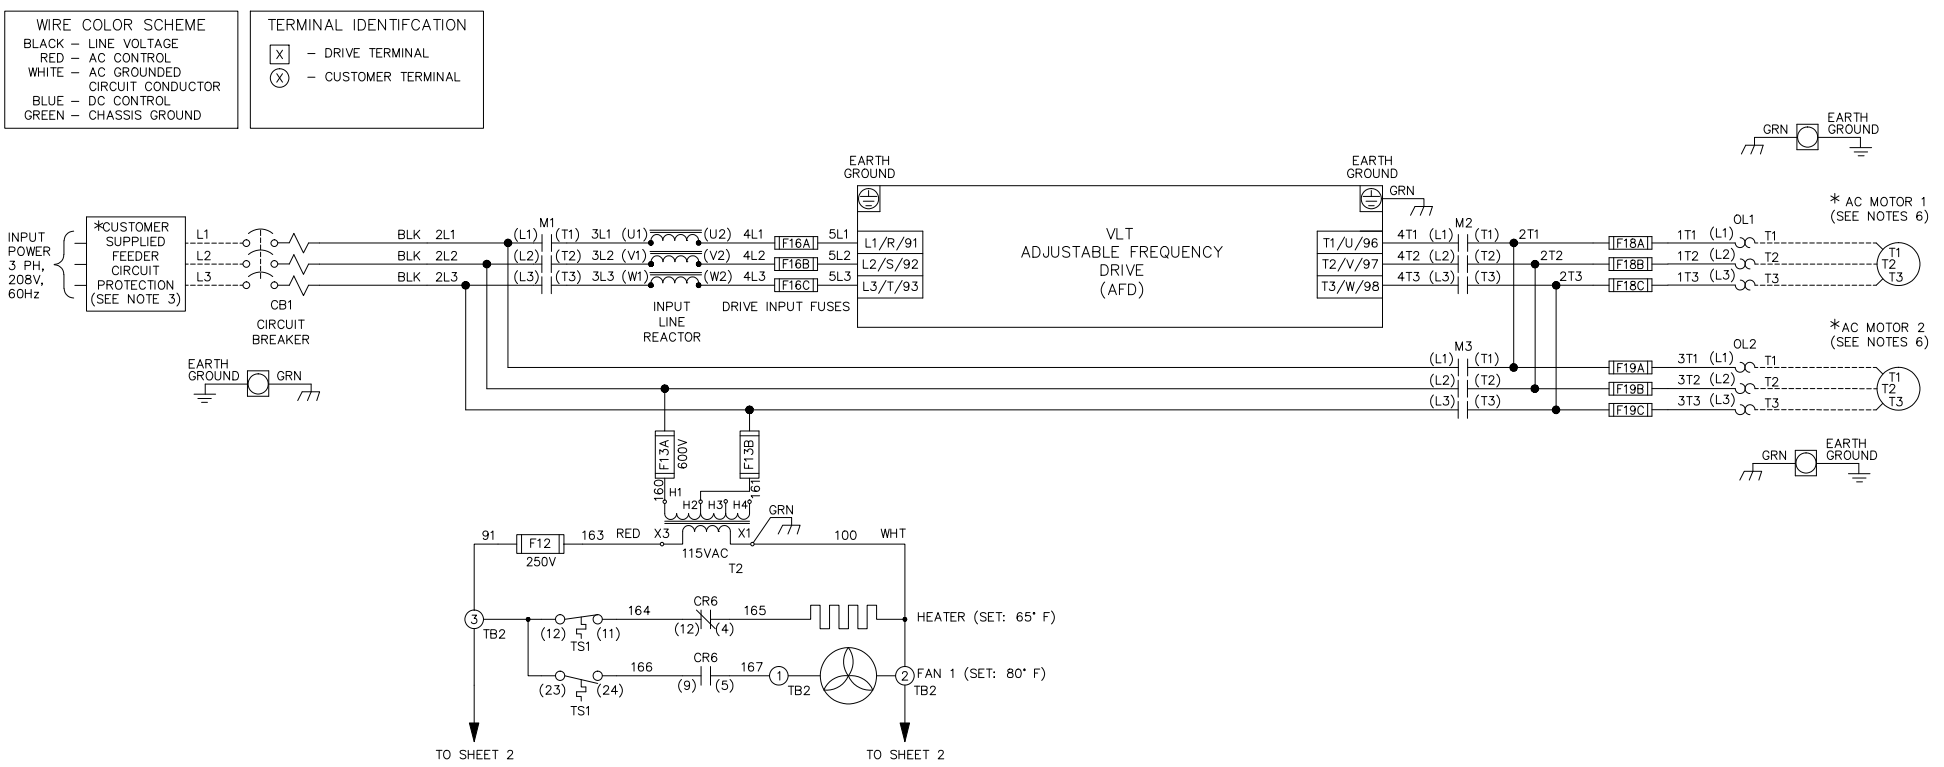 WIRE COLOR SCHEME
BLACK – LINE VOLTAGE
RED – AC CONTROL
WHITE – AC GROUNDED
CIRCUIT CONDUCTOR
BLUE – DC CONTROL
GREEN – CHASSIS GROUND
TERMINAL IDENTIFCATION
X – DRIVE TERMINAL
X – CUSTOMER TERMINAL
GRN
EARTH
GROUND
INPUT
POWER
3 PH,
208V,
60Hz
*CUSTOMER
SUPPLIED
FEEDER
CIRCUIT
PROTECTION
(SEE NOTE 3)
L1
L2
L3
CB1
CIRCUIT
BREAKER
EARTH
GROUND
GRN
BLK 2L1
BLK 2L2
BLK 2L3
M1
(L1) (T1) 3L1 (U1) (U2) 4L1 F16A 5L1
(L2) (T2) 3L2 (V1) (V2) 4L2 F16B 5L2
(L3) (T3) 3L3 (W1) (W2) 4L3 F16C 5L3
INPUT
LINE
REACTOR
DRIVE INPUT FUSES
EARTH
GROUND
L1/R/91
L2/S/92
L3/T/93
VLT
ADJUSTABLE FREQUENCY
DRIVE
(AFD)
EARTH
GROUND
GRN
T1/U/96
T2/V/97
T3/W/98
M2
4T1 (L1) (T1) 2T1 F18A 1T1 (L1) T1
4T2 (L2) (T2) 2T2 F18B 1T2 (L2) T2
4T3 (L3) (T3) 2T3 F18C 1T3 (L3) T3
OL1
* AC MOTOR 1
(SEE NOTES 6)
T1
T2
T3
M3
(L1) (T1) F19A 3T1 (L1) T1
(L2) (T2) F19B 3T2 (L2) T2
(L3) (T3) F19C 3T3 (L3) T3
OL2
*AC MOTOR 2
(SEE NOTES 6)
T1
T2
T3
GRN
EARTH
GROUND
F13A
600V
F13B
160
161
H1
H2
H3
H4
GRN
91
F12
250V
163
RED
X3
X1
115VAC
T2
100
WHT
3
TB2
(12) (11)
TS1
164
CR6
(12) (4)
165
HEATER (SET: 65° F)
(23) (24)
TS1
166
CR6
(9) (5)
167
1
TB2
2
TB2
FAN 1 (SET: 80° F)
TO SHEET 2
TO SHEET 2